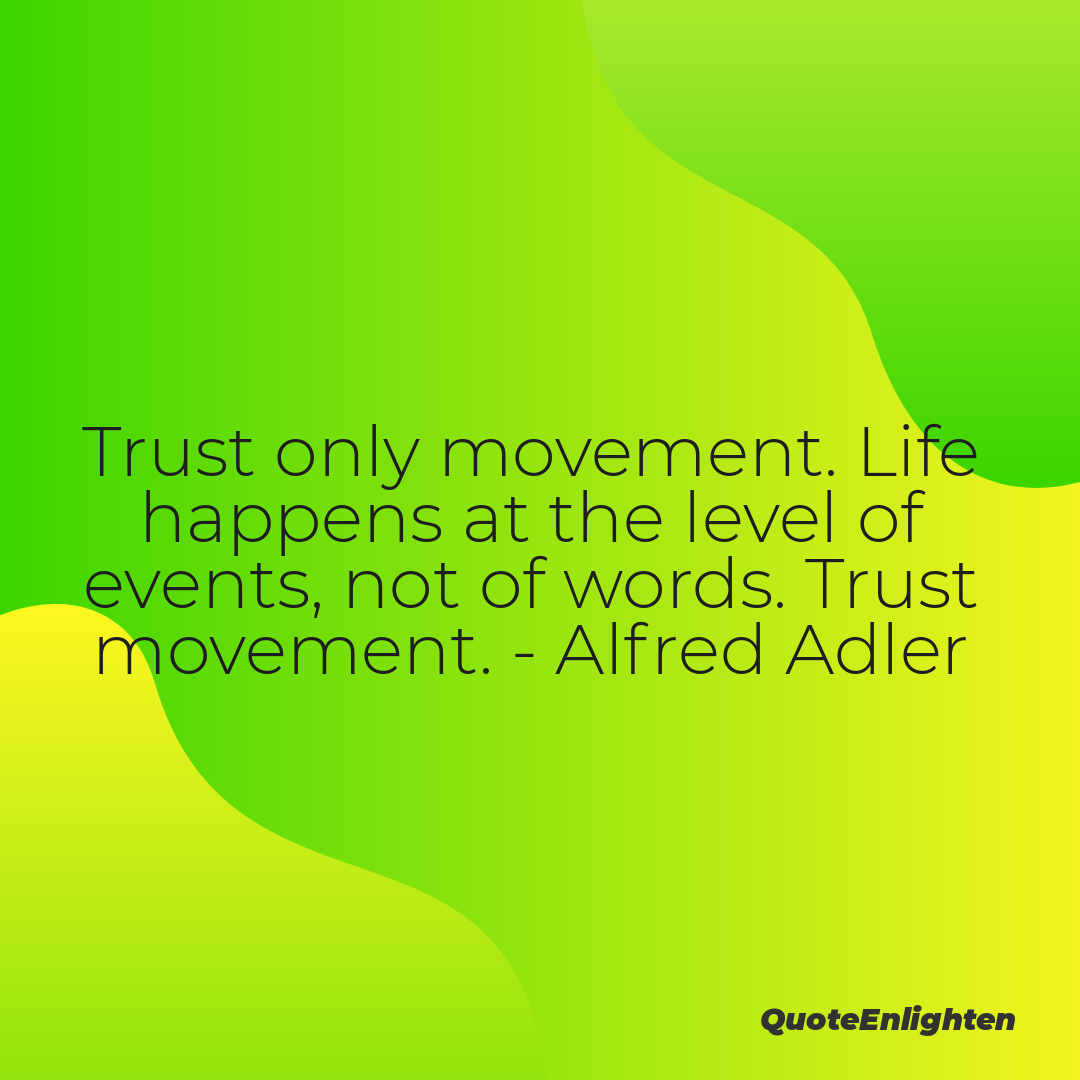 Trust only movement. Life
happens at the level of
events, not of words. Trust
movement. - Alfred Adler
QuoteEnlighten